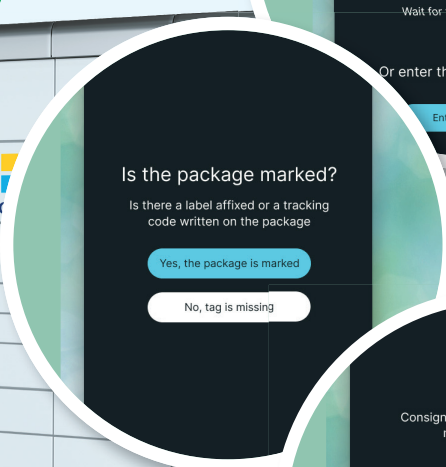 Wait for
Or enter th
Ent
Is the package marked?
Is there a label affixed or a tracking
code written on the package
Yes, the package is marked
No, tag is missing
Consign